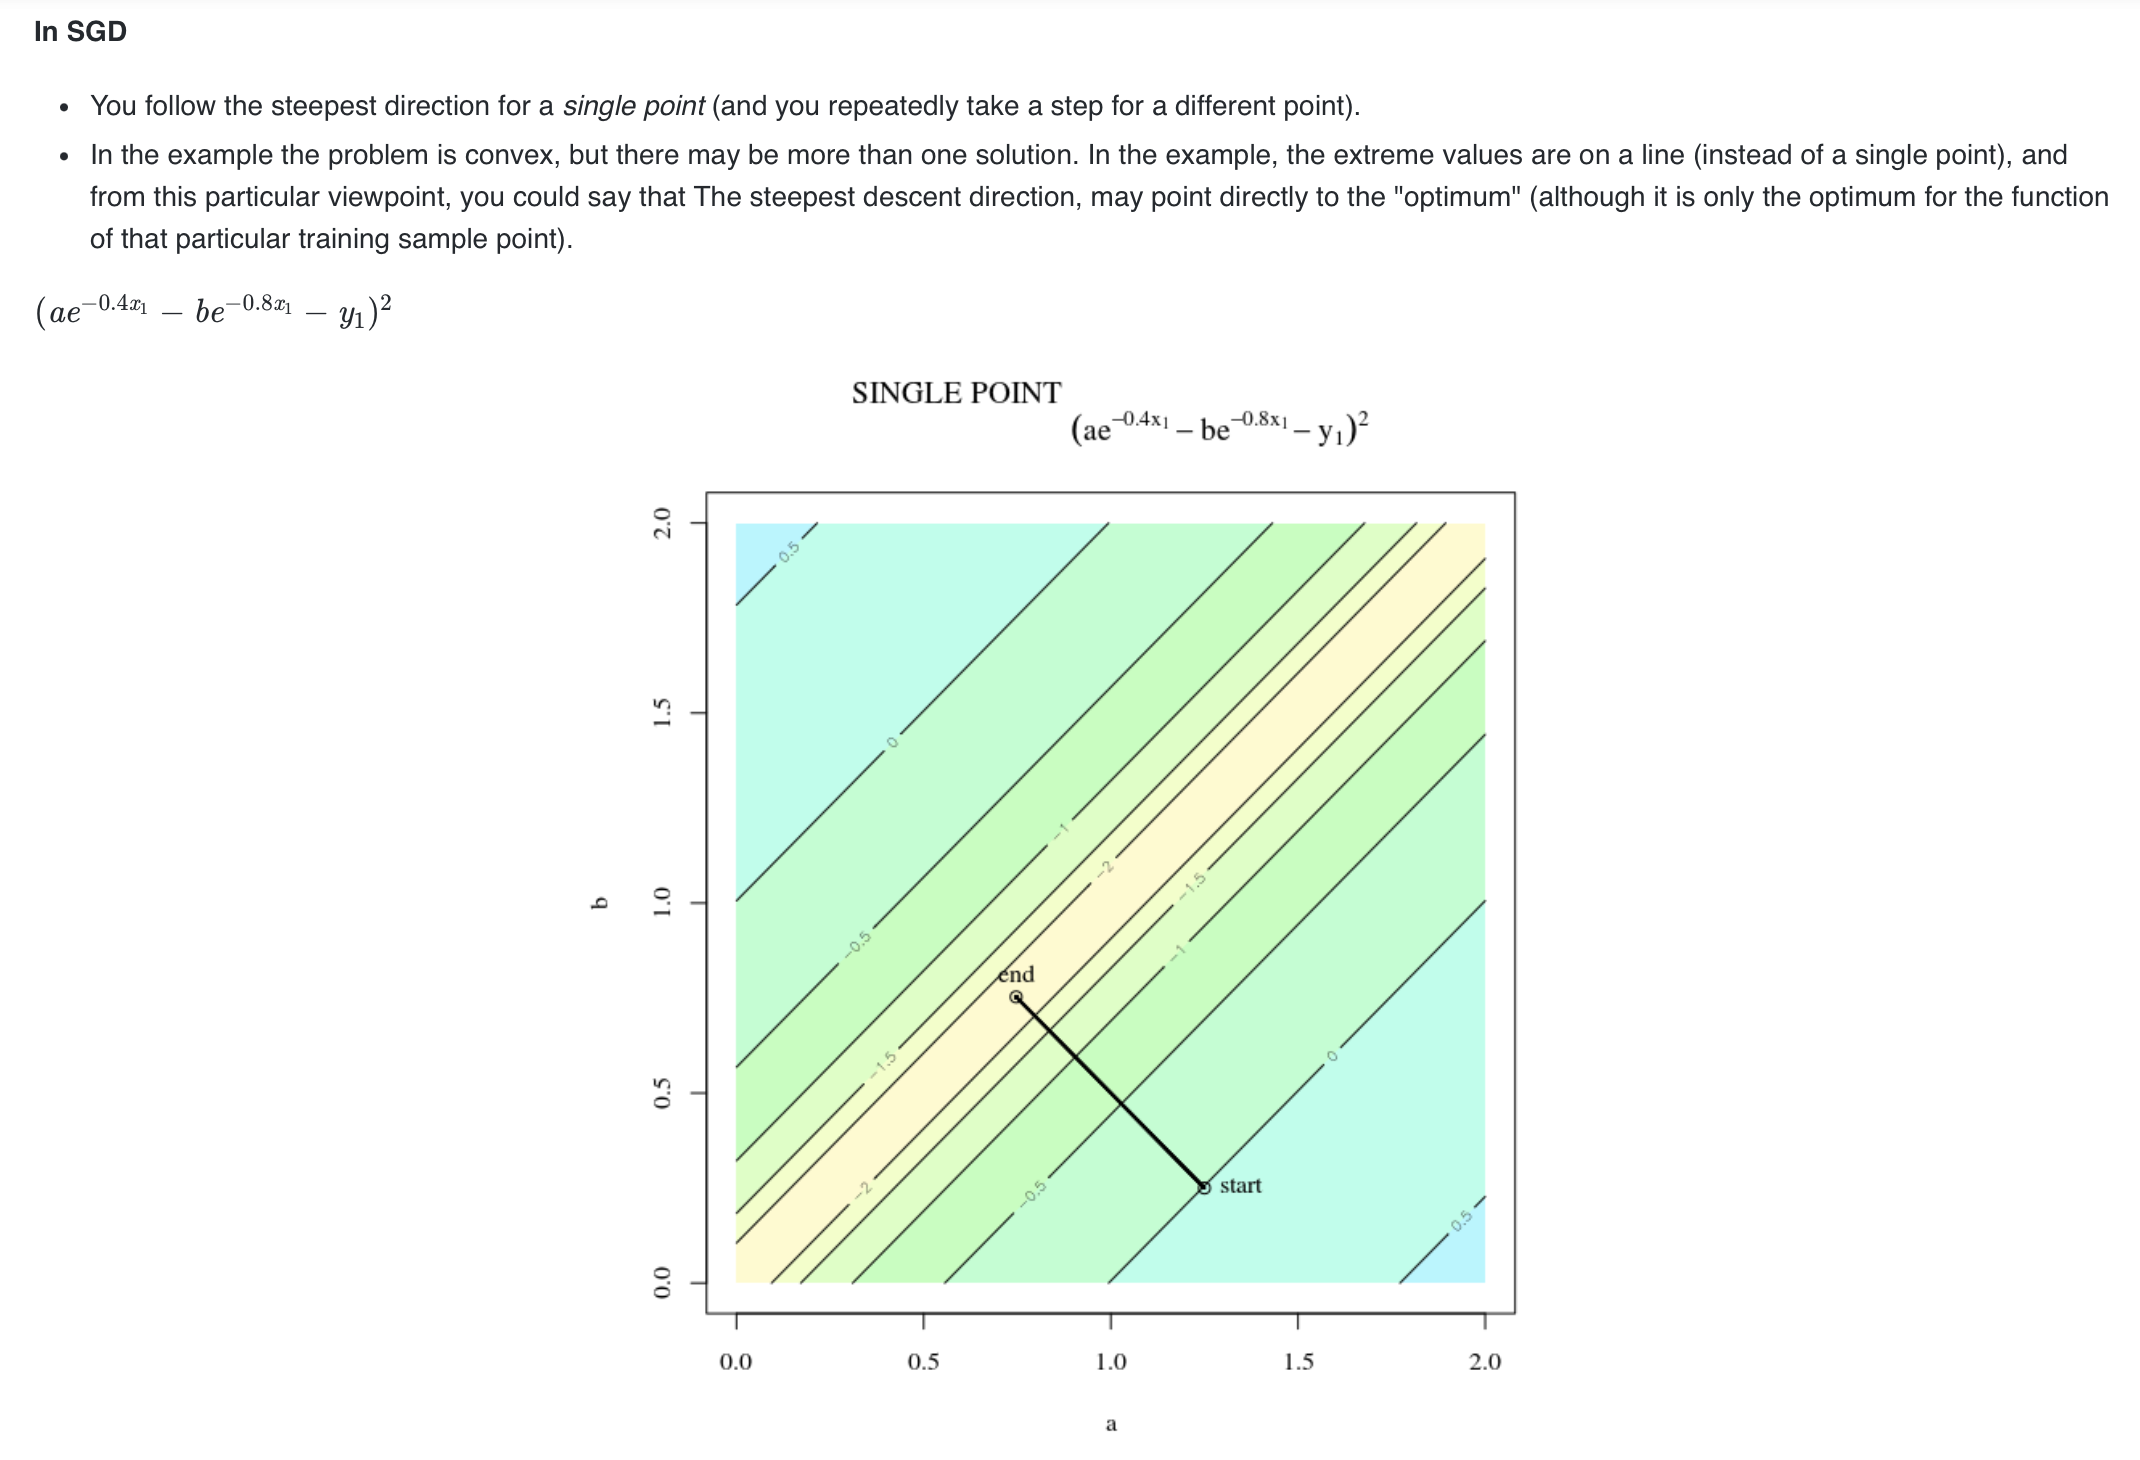 In SGD
• You follow the steepest direction for a single point (and you repeatedly take a step for a different point).
• In the example the problem is convex, but there may be more than one solution. In the example, the extreme values are on a line (instead of a single point), and
from this particular viewpoint, you could say that The steepest descent direction, may point directly to the "optimum" (although it is only the optimum for the function
of that particular training sample point).
(ae^{−0.4x_1} − be^{−0.8x_1} − y_1)^2
SINGLE POINT
(ae^{−0.4x_1} − be^{−0.8x_1} − y_1)^2
2.0
0.5
1.5
0
−1
−2
−1.5
b
1.0
−0.5
−1
end
−1.5
0
0.5
−2
−0.5
start
0.5
0.0
0.0
0.5
1.0
1.5
2.0
a